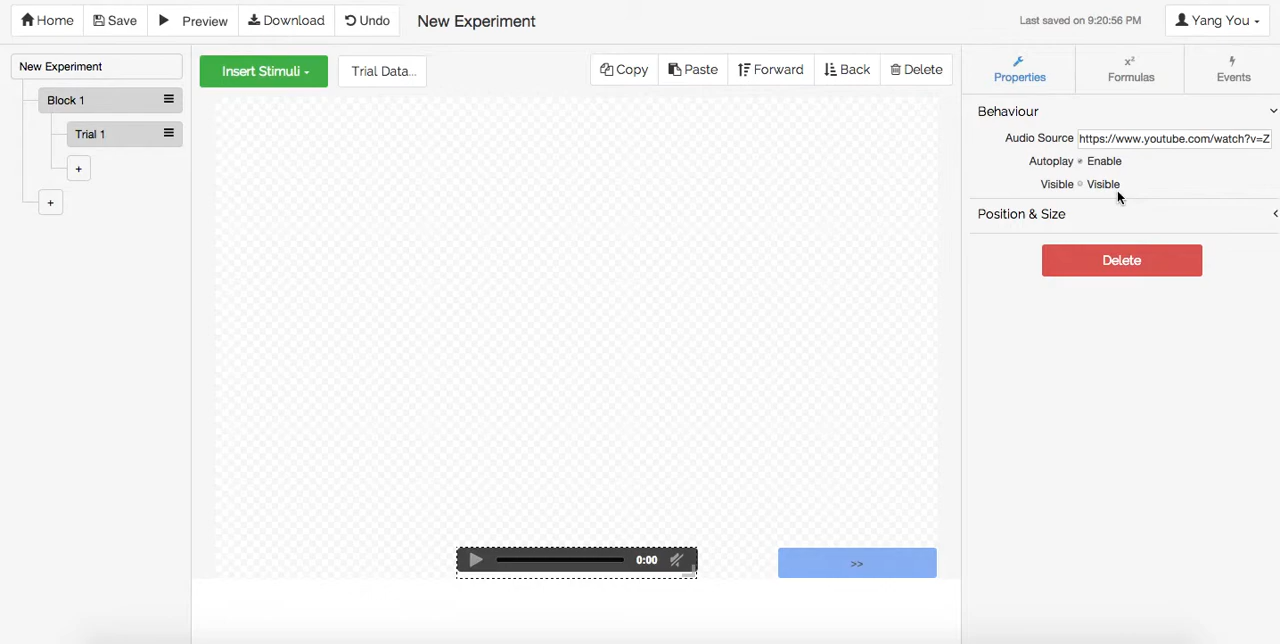 Home Save Preview Download Undo New Experiment Last saved on 9:20:56 PM Yang You
New Experiment Insert Stimuli Trial Data... Copy Paste Forward Back Delete Properties x² Formulas Events
Block 1
Trial 1
+
+
Behaviour
Audio Source https://www.youtube.com/watch?v=Z
Autoplay Enable
Visible Visible
Position & Size
Delete
0:00
>>